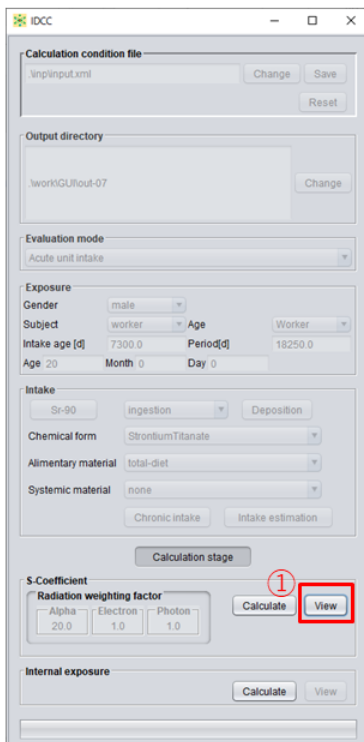 IDCC
Calculation condition file
.\inp\input.xml Change Save
Reset
Output directory
.\work\GUI\out-07 Change
Evaluation mode
Acute unit intake
Exposure
Gender male
Subject worker Age Worker
Intake age [d] 7300.0 Period[d] 18250.0
Age 20 Month 0 Day 0
Intake
Sr-90 ingestion Deposition
Chemical form StrontiumTitanate
Alimentary material total-diet
Systemic material none
Chronic intake Intake estimation
Calculation stage
S-Coefficient
①
Radiation weighting factor
Alpha Electron Photon
20.0 1.0 1.0
Calculate View
Internal exposure
Calculate View